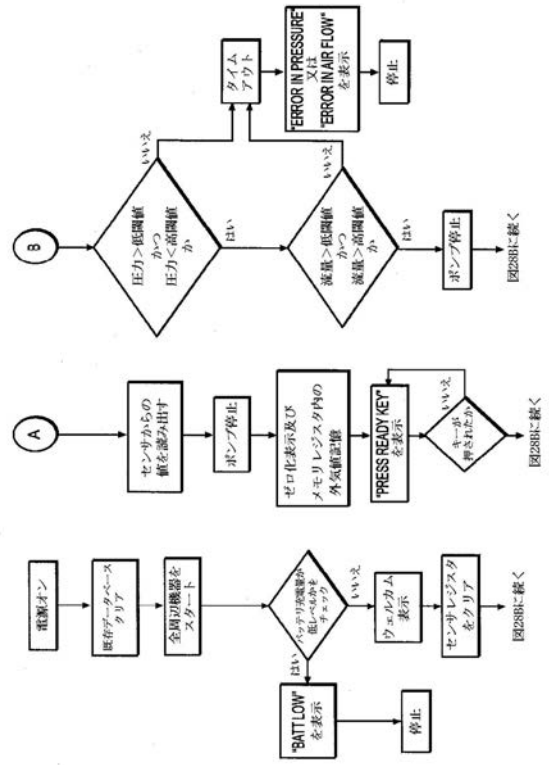 電源オン
既存データベース
クリア
全周辺機器を
スタート
バッテリ充電量が
低レベルかを
チェック
はい
いいえ
"BATT LOW"
を表示
停止
ウェルカム
表示
センサレジスタ
をクリア
図28Bに続く
A
センサからの
値を読み出す
ポンプ停止
ゼロ化表示及び
メモリレジスタ内の
外気値記憶
"PRESS READY KEY"
を表示
キーが
押されたか
いいえ
図28Bに続く
B
圧力>低閾値
かつ
圧力<高閾値
か
いいえ
はい
タイム
アウト
"ERROR IN PRESSURE"
又は
"ERROR IN AIR FLOW"
を表示
停止
流量>低閾値
かつ
流量>高閾値
か
いいえ
はい
ポンプ停止
図28Bに続く